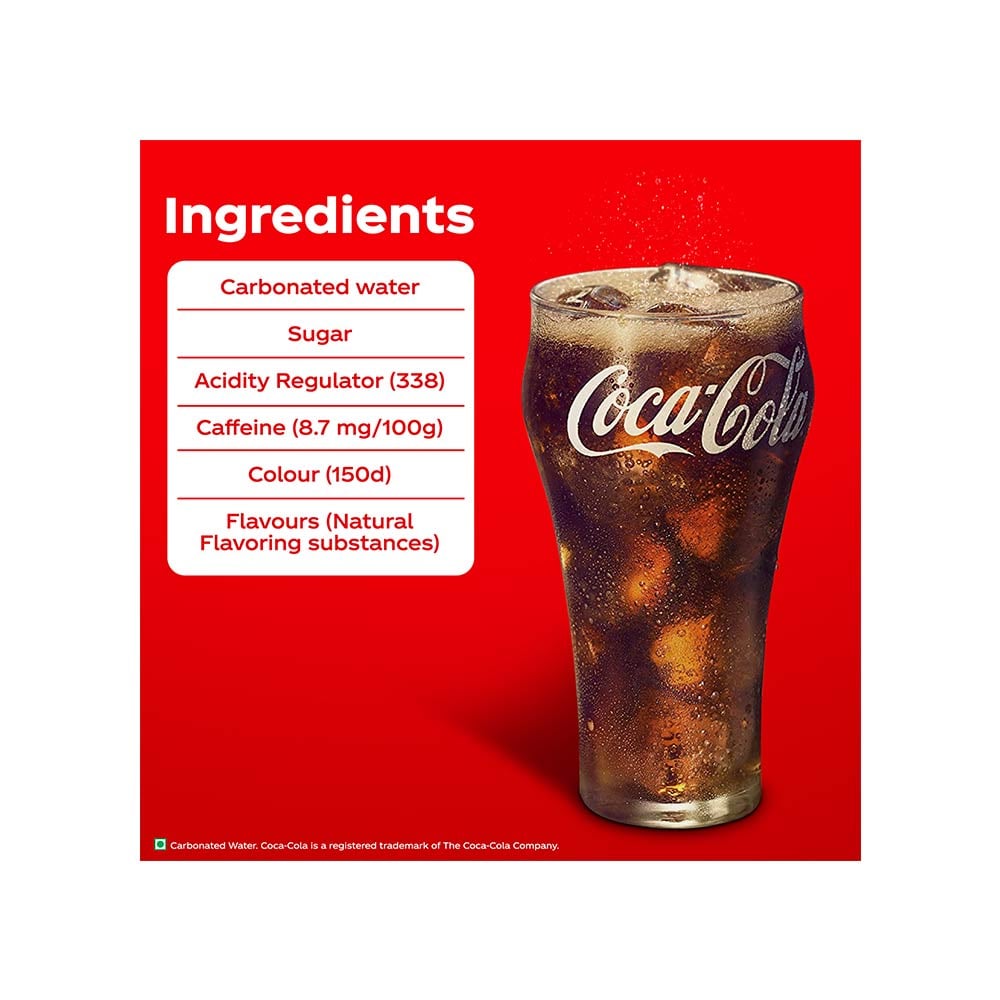 Ingredients
Carbonated water
Sugar
Acidity Regulator (338)
Caffeine (8.7 mg/100g)
Colour (150d)
Flavours (Natural
Flavoring substances)
Coca-Cola
Carbonated Water. Coca-Cola is a registered trademark of The Coca-Cola Company.